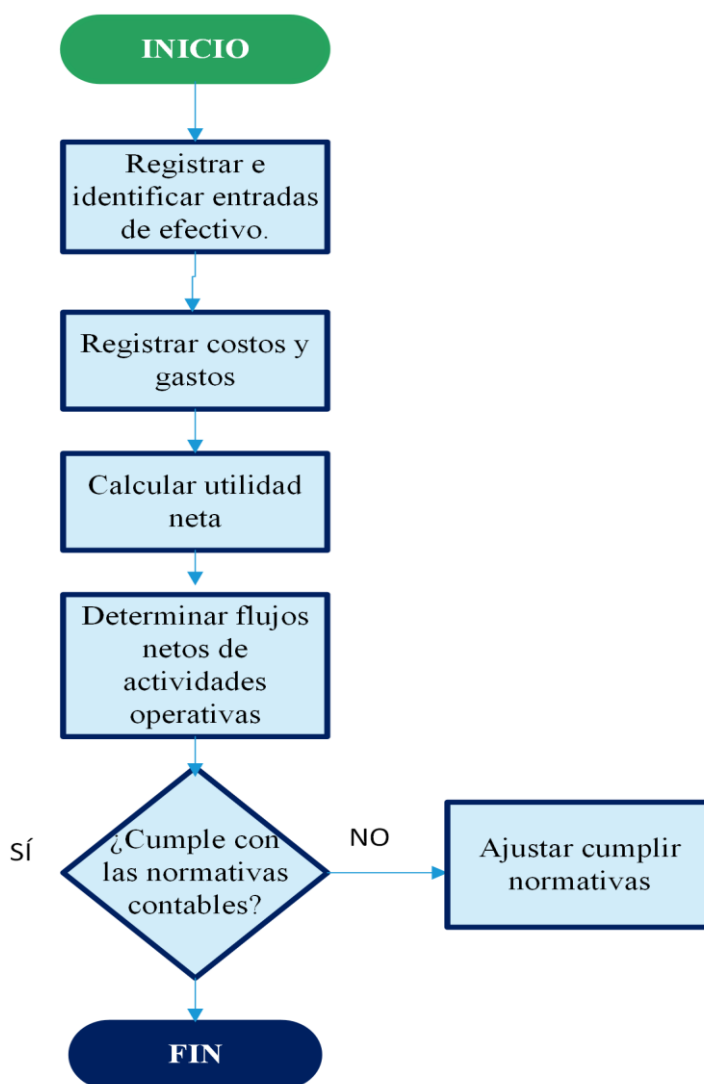 INICIO
Registrar e
identificar entradas
de efectivo.
Registrar costos y
gastos
Calcular utilidad
neta
Determinar flujos
netos de
actividades
operativas
¿Cumple con
las normativas
contables?
SÍ
NO
Ajustar cumplir
normativas
FIN